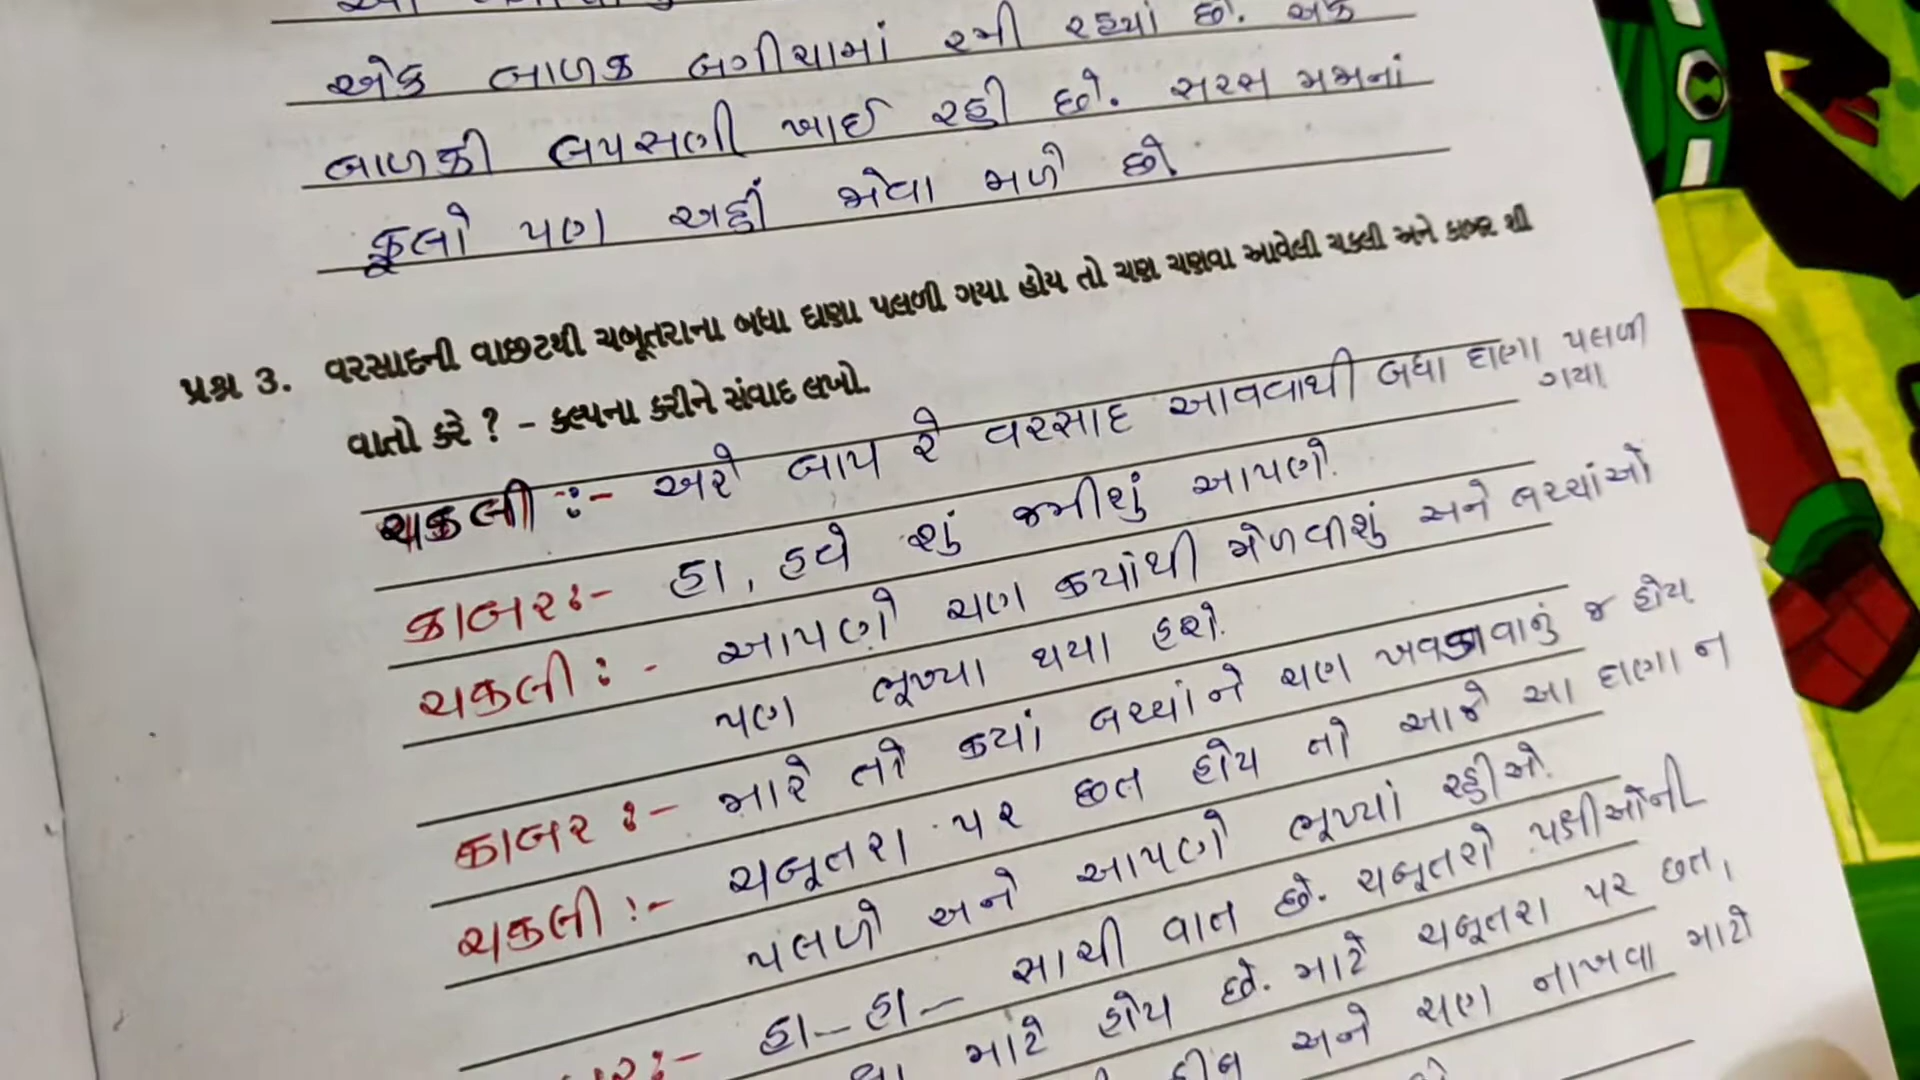 એક બાળક બગીચામાં રમી રહ્યાં છે. એક
બાળકી લપસણી ખાઈ રહી છે. સરસ મજાનાં
ફૂલો પણ અહીં જોવા મળે છે
પ્રશ્ન 3. વરસાદની વાછટથી ચબૂતરાના બધા દાણા પલળી ગયા હોય તો ચણ ચણવા આવેલી ચકલી અને કાબર શી
વાતો કરે ? - કલ્પના કરીને સંવાદ લખો.
ચકલી :- અરે બાપ રે વરસાદ આવવાથી બધા દાણા પલળી
ગયા
કાબર:- હા, હવે શું જમીશું આપણે.
ચકલી : - આપણે ચણ કયાંથી મેળવીશું અને બચ્ચાંઓ
પણ ભૂખ્યા થયા હશે.
કાબર :- મારે તો કયાં બચ્ચાંને ચણ ખવડાવવાનું જ હોય
ચકલી :- ચબૂતરા પર છત હોય તો આજે આ દાણા ન
પલળે અને આપણે ભૂખ્યાં રહીએ.
હા- હા- સાચી વાત છે. ચબૂતરો પક્ષીઓની
માટે હોય છે. માટે ચબૂતરા પર છત,
અને ચણ નાખવા માટે